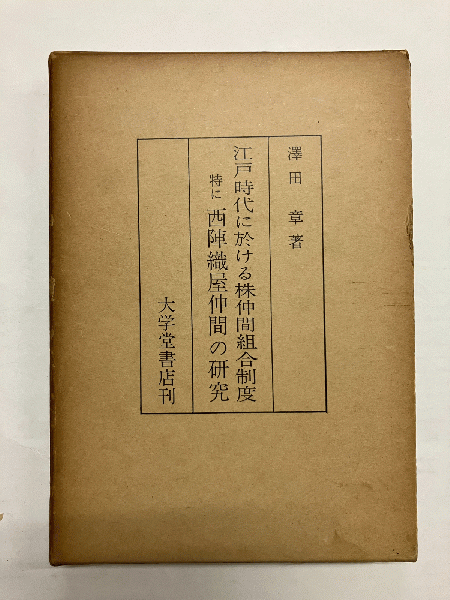 澤田章著
江戸時代に於ける株仲間組合制度
特に西陣織屋仲間の研究
大学堂書店刊